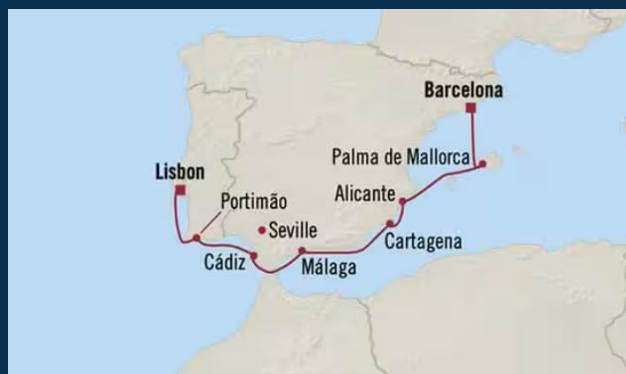 Barcelona
Palma de Mallorca
Lisbon
Alicante
Portimão
Seville
Cartagena
Cádiz
Málaga